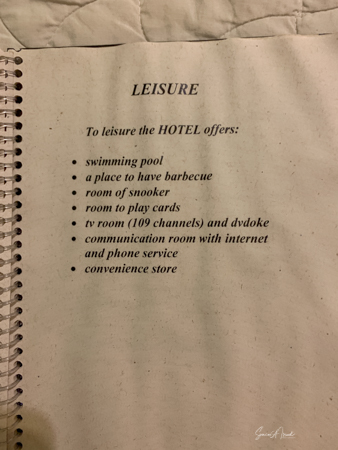 LEISURE
To leisure the HOTEL offers:
• swimming pool
• a place to have barbecue
• room of snooker
• room to play cards
• tv room (109 channels) and dvdoke
• communication room with internet
and phone service
• convenience store